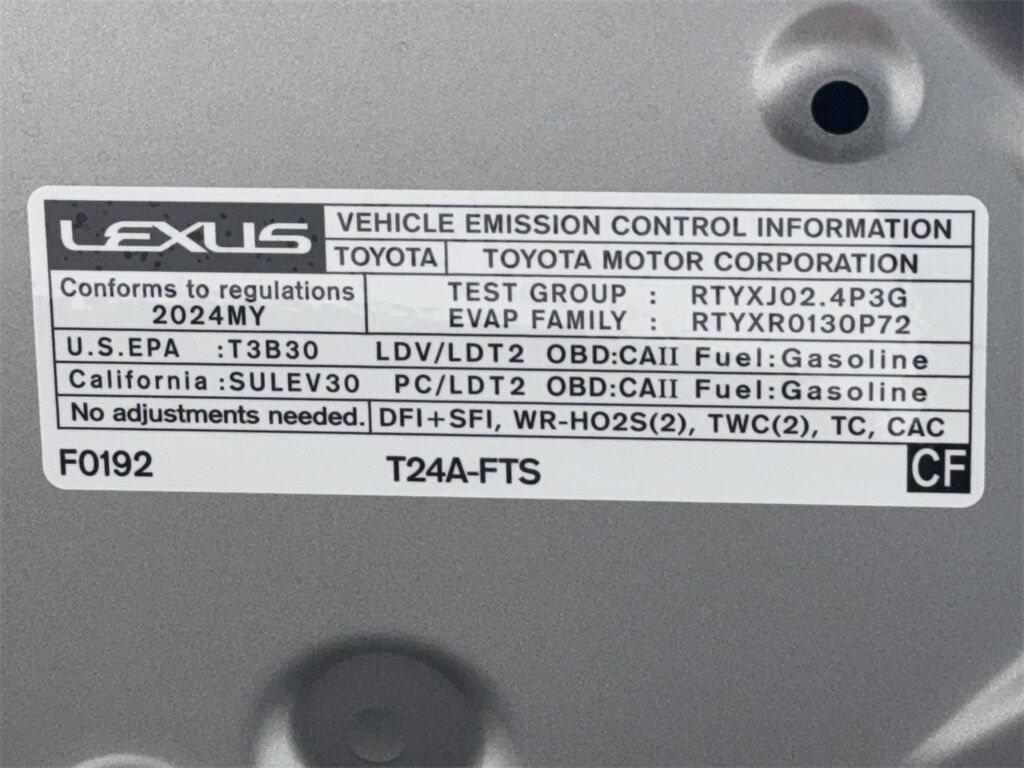 LEXUS VEHICLE EMISSION CONTROL INFORMATION
TOYOTA TOYOTA MOTOR CORPORATION
Conforms to regulations
2024MY
TEST GROUP : RTYXJ02.4P3G
EVAP FAMILY : RTYXR0130P72
U.S.EPA :T3B30 LDV/LDT2 OBD:CAII Fuel:Gasoline
California :SULEV30 PC/LDT2 OBD:CAII Fuel:Gasoline
No adjustments needed. DFI+SFI, WR-HO2S(2), TWC(2), TC, CAC
F0192 T24A-FTS CF